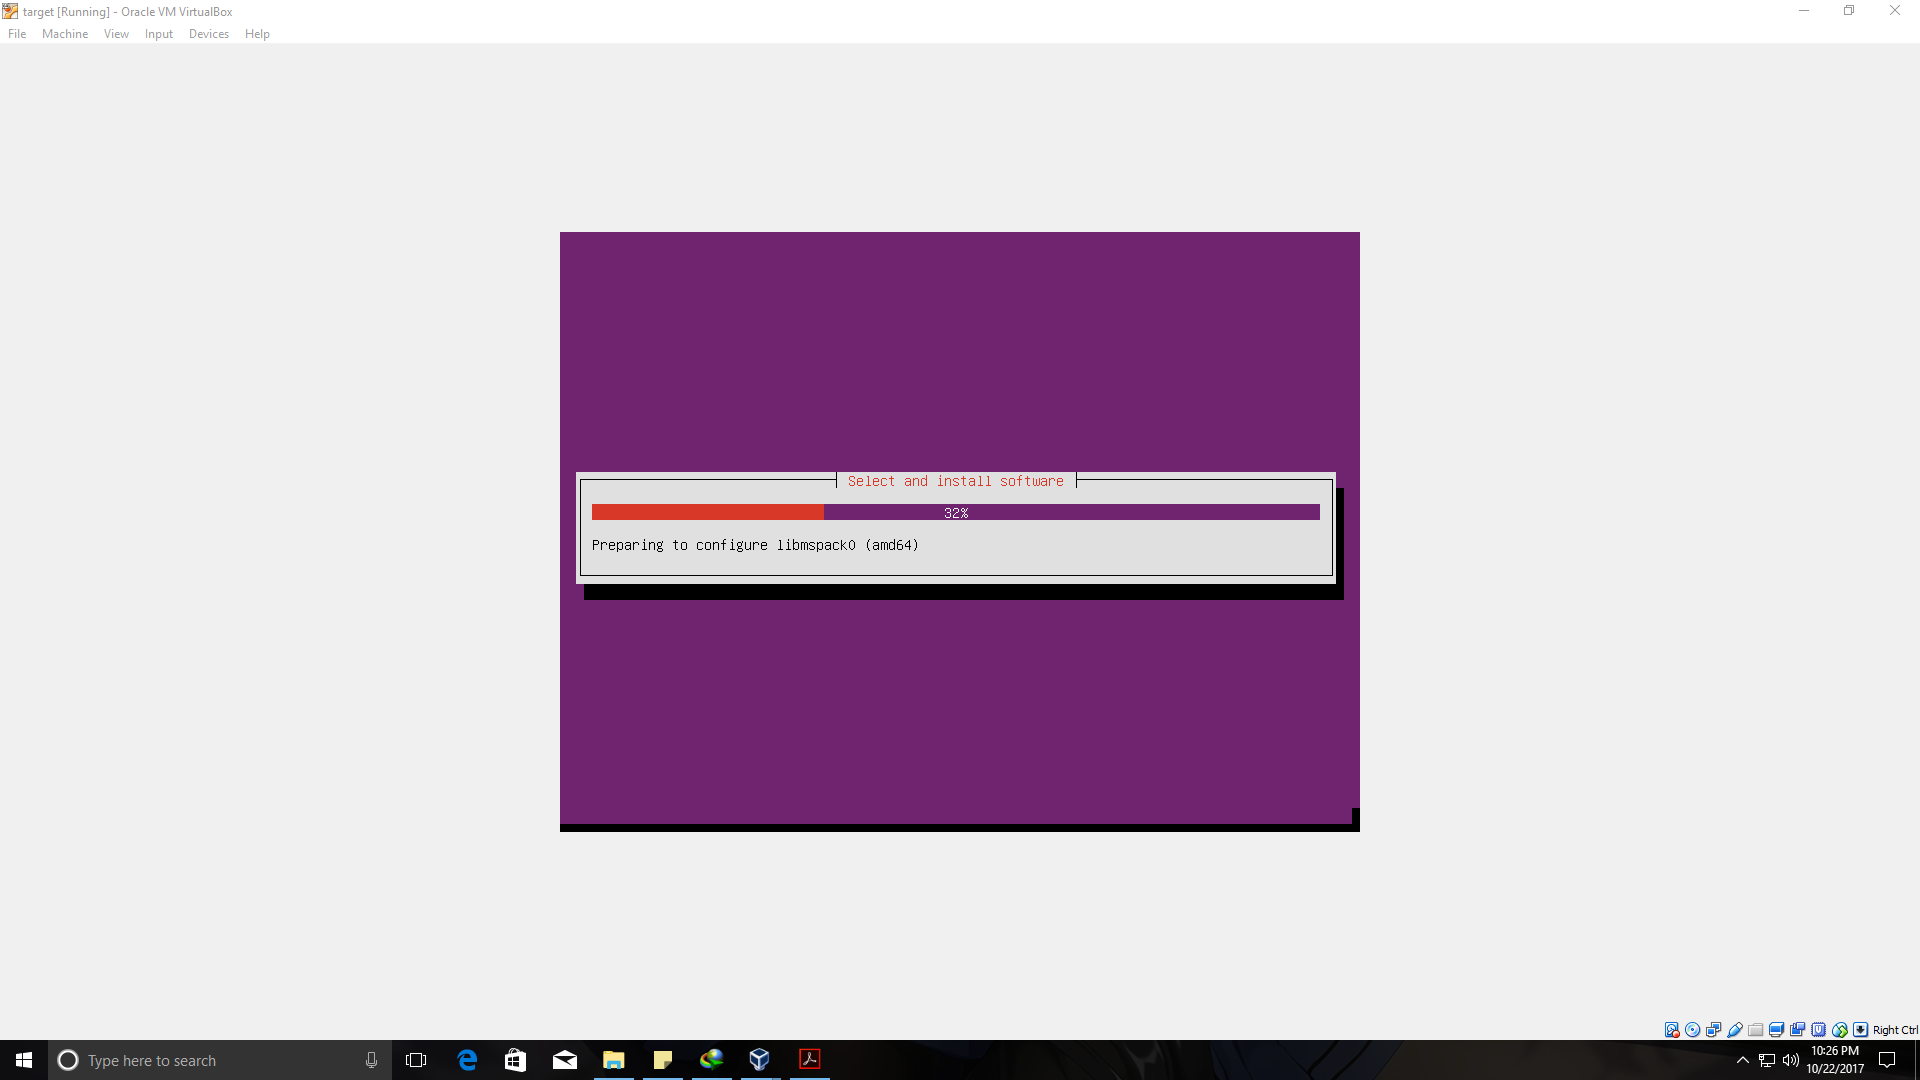 target [Running] - Oracle VM VirtualBox
File Machine View Input Devices Help
Select and install software
32%
Preparing to configure libmspack0 (amd64)
Right Ctrl
Type here to search
10:26 PM
10/22/2017